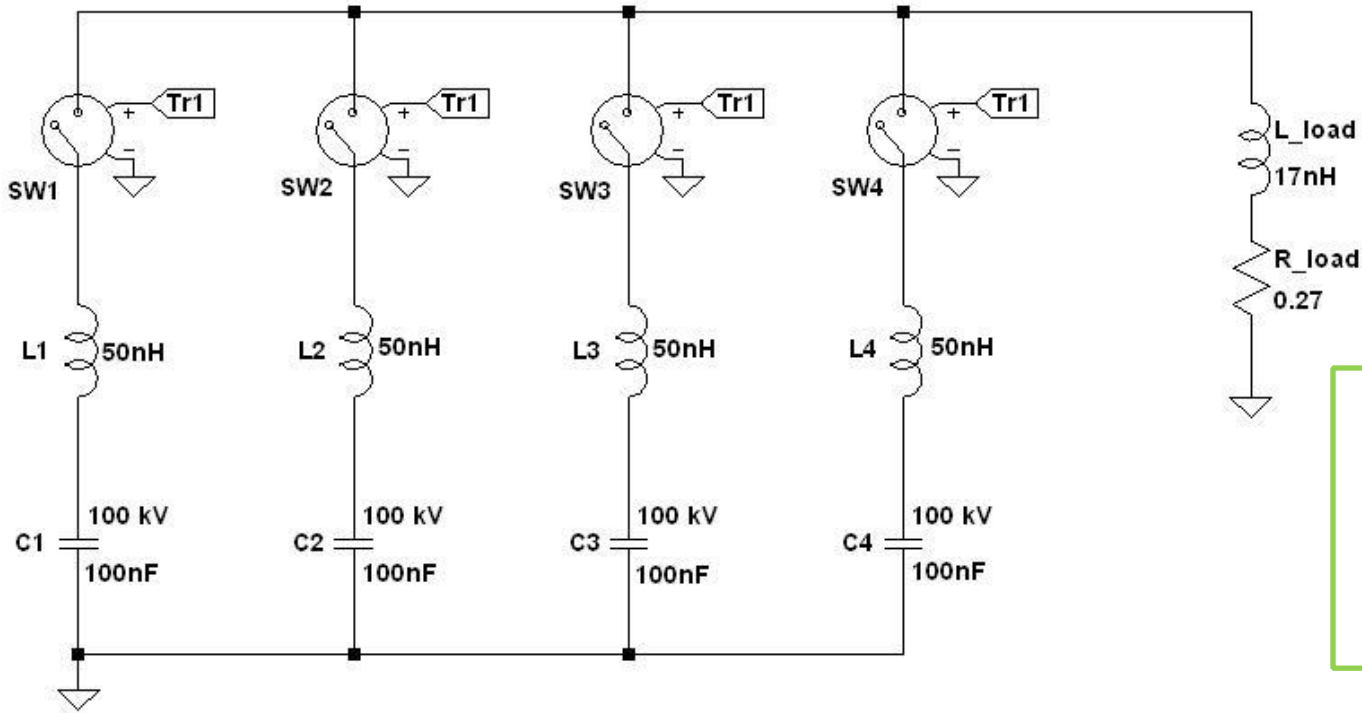 Tr1
Tr1
Tr1
Tr1
+
+
+
+
−
−
−
−
SW1
SW2
SW3
SW4
L_load
17nH
R_load
0.27
L1
50nH
L2
50nH
L3
50nH
L4
50nH
C1
100 kV
100nF
C2
100 kV
100nF
C3
100 kV
100nF
C4
100 kV
100nF